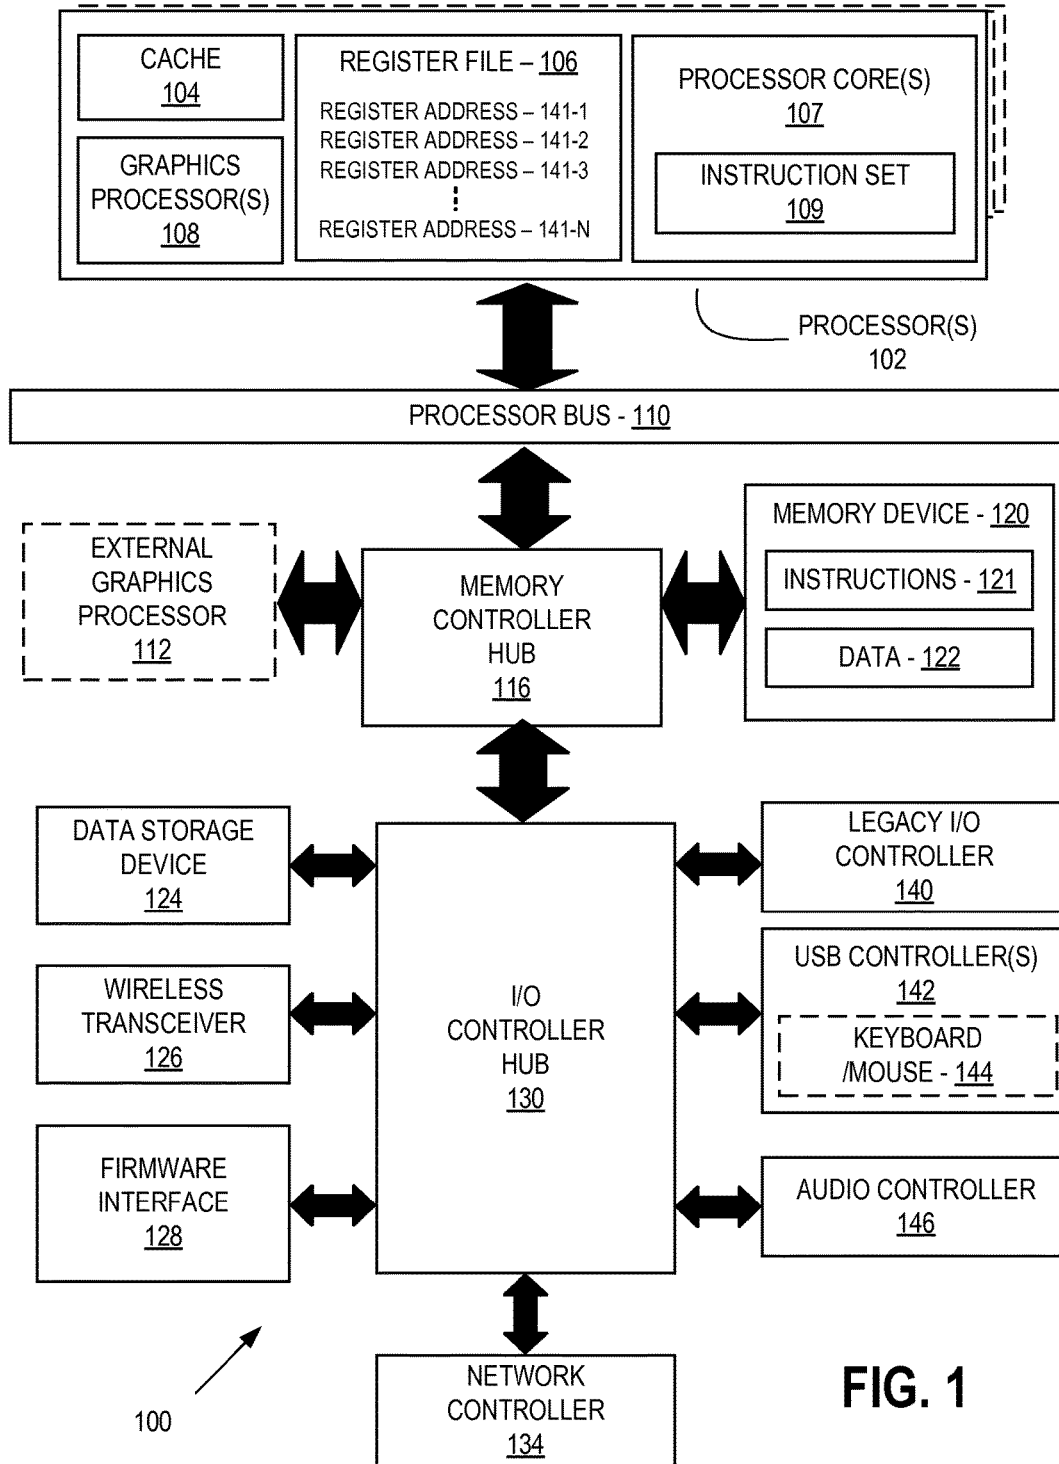 CACHE
104
GRAPHICS
PROCESSOR(S)
108
REGISTER FILE – 106
REGISTER ADDRESS – 141-1
REGISTER ADDRESS – 141-2
REGISTER ADDRESS – 141-3
REGISTER ADDRESS – 141-N
PROCESSOR CORE(S)
107
INSTRUCTION SET
109
PROCESSOR(S)
102
PROCESSOR BUS - 110
EXTERNAL
GRAPHICS
PROCESSOR
112
MEMORY
CONTROLLER
HUB
116
MEMORY DEVICE - 120
INSTRUCTIONS - 121
DATA - 122
DATA STORAGE
DEVICE
124
WIRELESS
TRANSCEIVER
126
FIRMWARE
INTERFACE
128
I/O
CONTROLLER
HUB
130
LEGACY I/O
CONTROLLER
140
USB CONTROLLER(S)
142
KEYBOARD
/MOUSE - 144
AUDIO CONTROLLER
146
100
NETWORK
CONTROLLER
134
FIG. 1